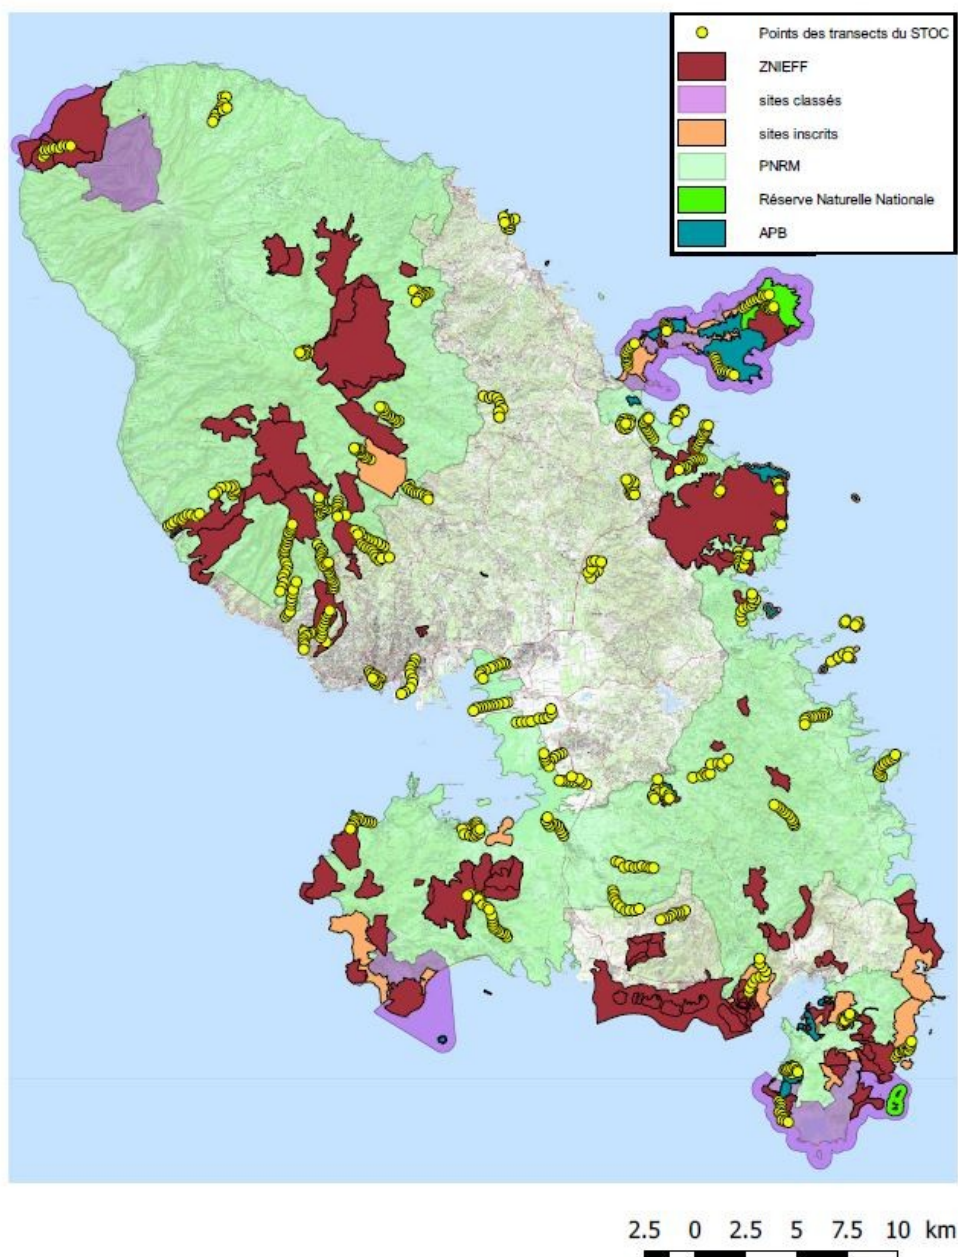 Points des transects du STOC
ZNIEFF
sites classés
sites inscrits
PNRM
Réserve Naturelle Nationale
APB
2.5 0 2.5 5 7.5 10 km